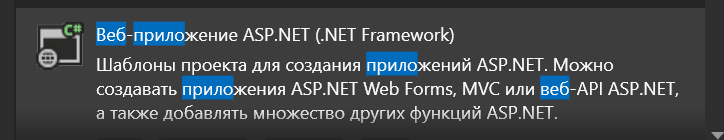 C#
Веб-приложение ASP.NET (.NET Framework)
Шаблоны проекта для создания приложений ASP.NET. Можно
создавать приложения ASP.NET Web Forms, MVC или веб-API ASP.NET,
а также добавлять множество других функций ASP.NET.